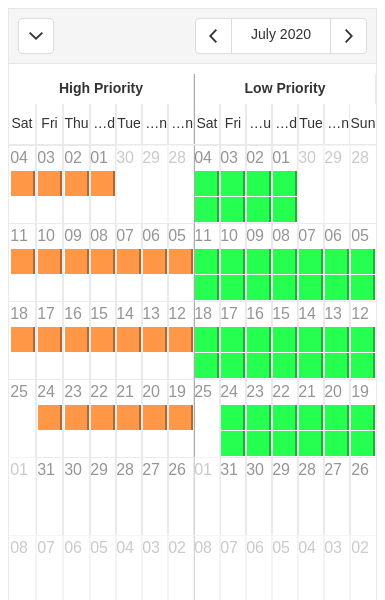 July 2020
High Priority Low Priority
Sat Fri Thu …d Tue …n …n Sat Fri …u …d Tue …n Sun
04 03 02 01 30 29 28 04 03 02 01 30 29 28
11 10 09 08 07 06 05 11 10 09 08 07 06 05
18 17 16 15 14 13 12 18 17 16 15 14 13 12
25 24 23 22 21 20 19 25 24 23 22 21 20 19
01 31 30 29 28 27 26 01 31 30 29 28 27 26
08 07 06 05 04 03 02 08 07 06 05 04 03 02